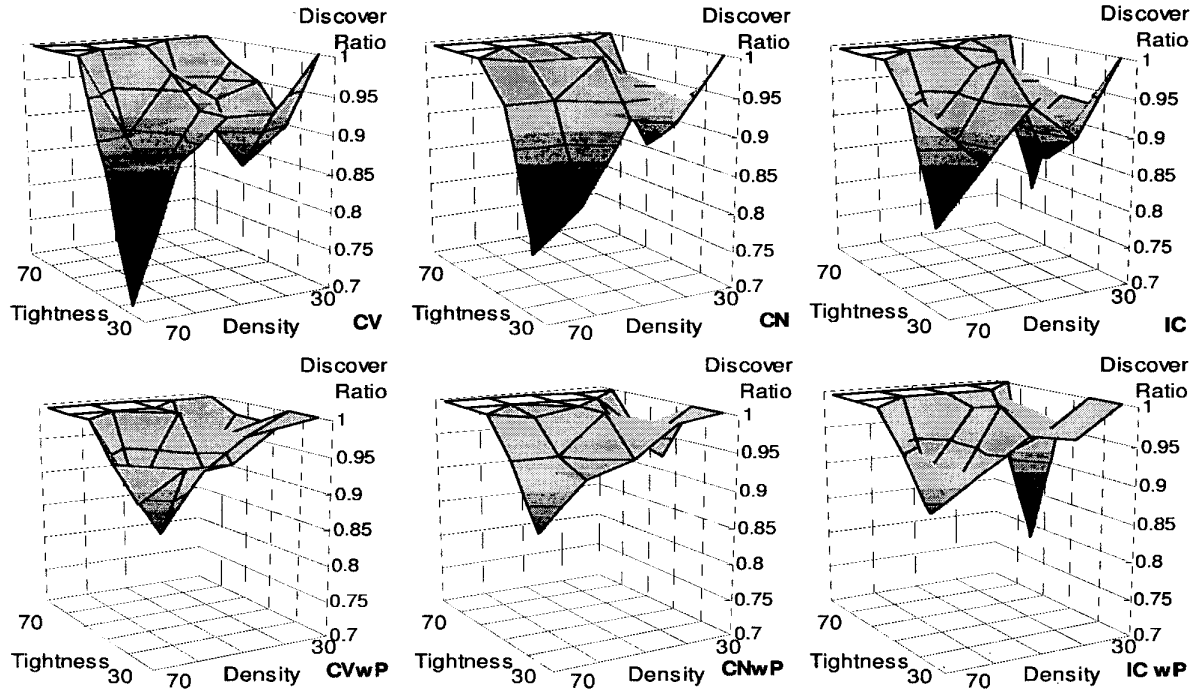 Discover
Ratio
1
0.95
0.9
0.85
0.8
0.75
0.7
70
Tightness
30
70
Density
30
CV
Discover
Ratio
1
0.95
0.9
0.85
0.8
0.75
0.7
70
Tightness
30
70
Density
30
CN
Discover
Ratio
1
0.95
0.9
0.85
0.8
0.75
0.7
70
Tightness
30
70
Density
30
IC
Discover
Ratio
1
0.95
0.9
0.85
0.8
0.75
0.7
70
Tightness
30
70
Density
30
CVwP
Discover
Ratio
1
0.95
0.9
0.85
0.8
0.75
0.7
70
Tightness
30
70
Density
30
CNwP
Discover
Ratio
1
0.95
0.9
0.85
0.8
0.75
0.7
70
Tightness
30
70
Density
30
IC wP